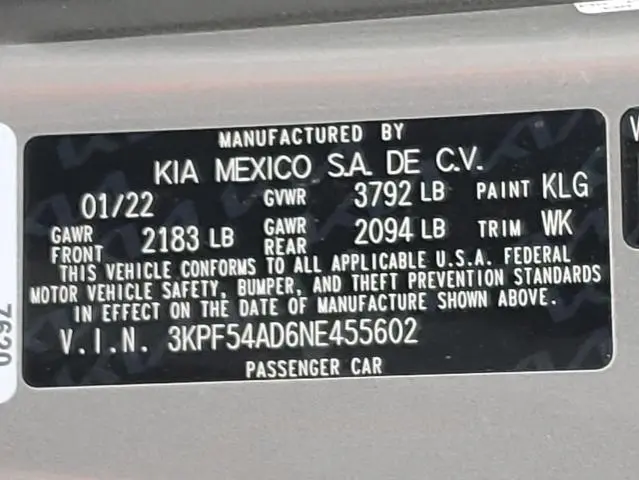 MANUFACTURED BY
KIA MEXICO S.A. DE C.V.
01/22 GVWR 3792 LB PAINT KLG
GAWR FRONT 2183 LB GAWR REAR 2094 LB TRIM WK
THIS VEHICLE CONFORMS TO ALL APPLICABLE U.S.A. FEDERAL
MOTOR VEHICLE SAFETY, BUMPER, AND THEFT PREVENTION STANDARDS
IN EFFECT ON THE DATE OF MANUFACTURE SHOWN ABOVE.
V.I.N. 3KPF54AD6NE455602
PASSENGER CAR